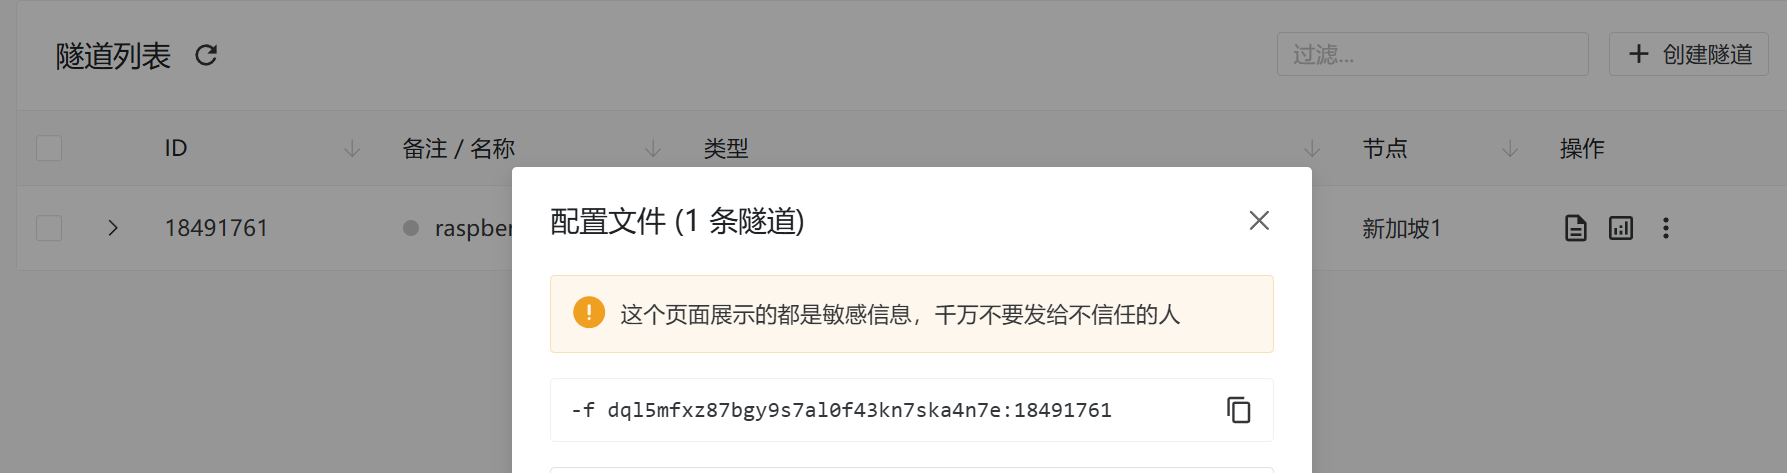 隧道列表
过滤...
创建隧道
ID
备注 / 名称
类型
节点
操作
18491761
raspber
新加坡1
配置文件 (1 条隧道)
这个页面展示的都是敏感信息，千万不要发给不信任的人
-f dql5mfxz87bgy9s7al0f43kn7ska4n7e:18491761